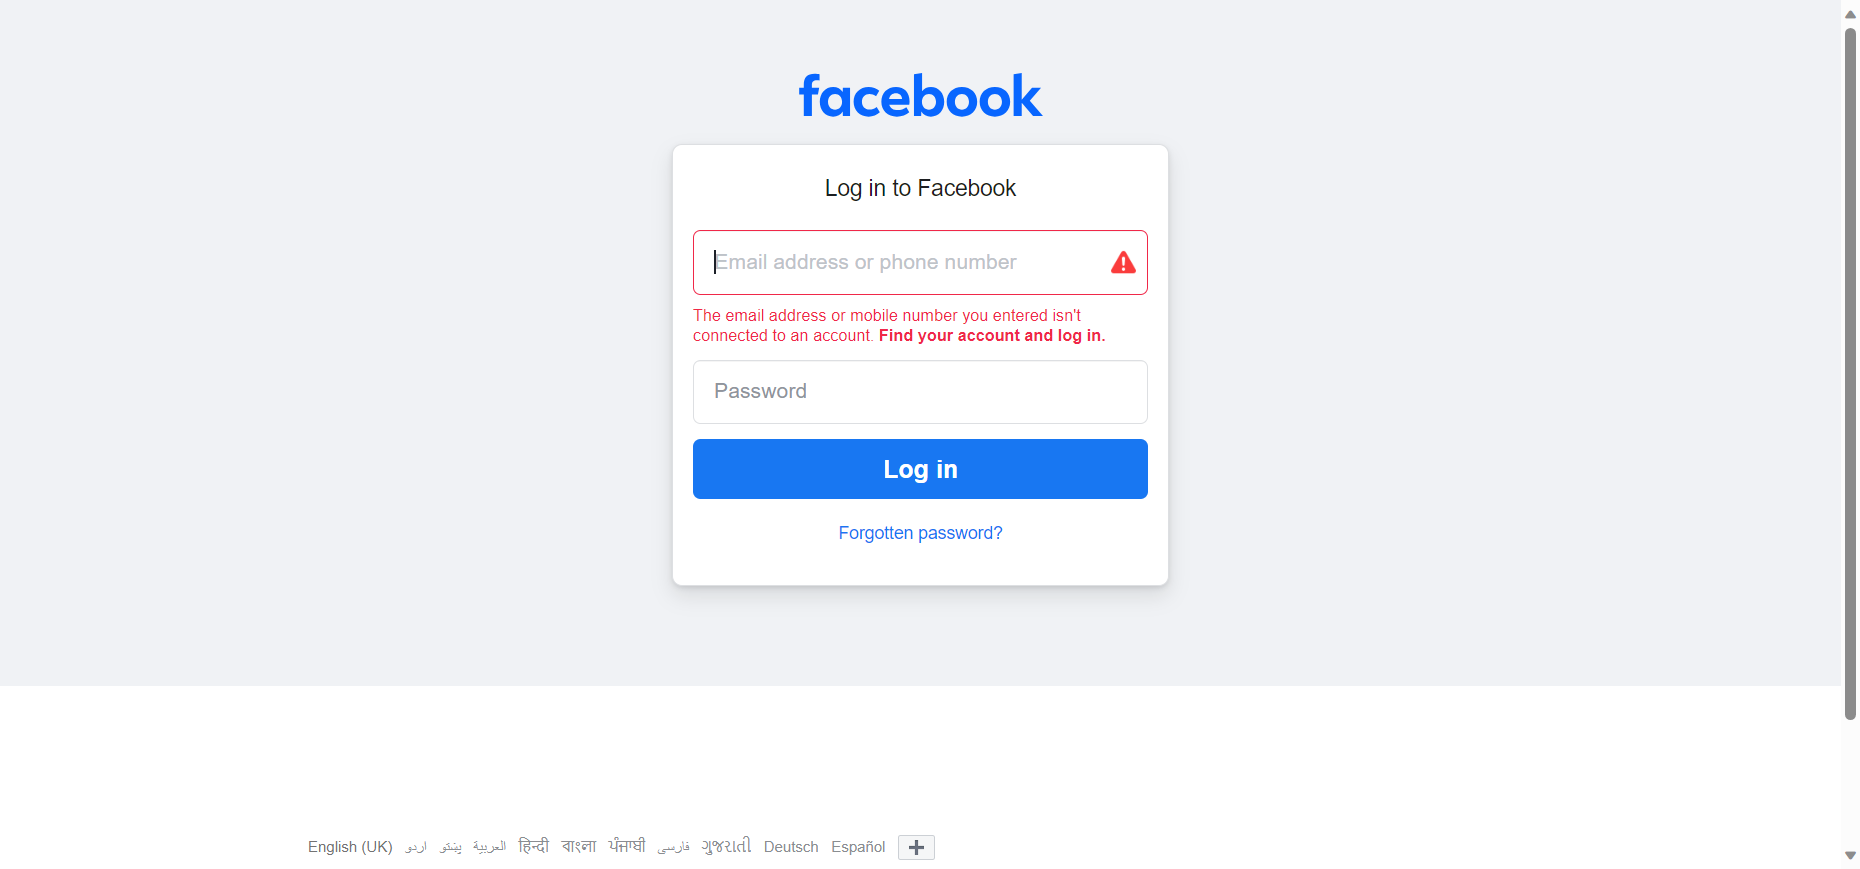 facebook
Log in to Facebook
Email address or phone number
The email address or mobile number you entered isn't
connected to an account. Find your account and log in.
Password
Log in
Forgotten password?
English (UK) اردو پښتو العربية हिन्दी বাংলা ਪੰਜਾਬੀ فارسی ગુજરાતી Deutsch Español